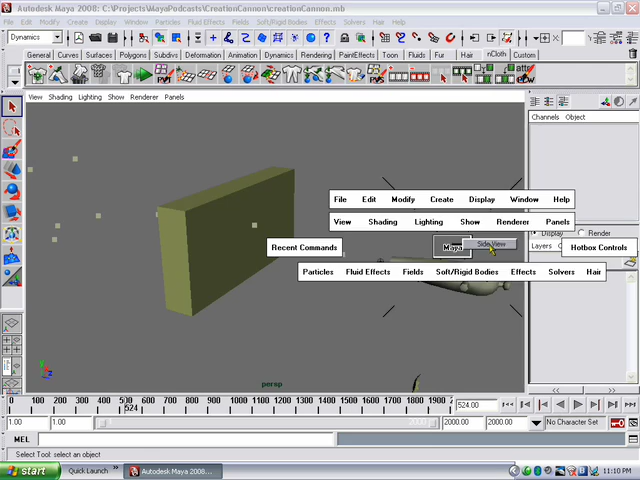 Autodesk Maya 2008: C:\Projects\MayaPodcasts\CreationCannon\creationCannon.mb
File Edit Modify Create Display Window Particles Fluid Effects Fields Soft/Rigid Bodies Effects Solvers Hair Help
Dynamics
General Curves Surfaces Polygons Subdivs Deformation Animation Dynamics Rendering PaintEffects Toon Fluids Fur Hair nCloth Custom
View Shading Lighting Show Renderer Panels
Channels Object
File Edit Modify Create Display Window Help
View Shading Lighting Show Renderer Panels
Display Render
Recent Commands
Maya
Side View
Hotbox Controls
Layers
Particles Fluid Effects Fields Soft/Rigid Bodies Effects Solvers Hair
persp
0 100 200 300 400 500 600 700 800 900 1000 1100 1200 1300 1400 1500 1600 1700 1800 1900 2
524
524.00
1.00 1.00 2000.00 2000.00 No Character Set
MEL
Select Tool: select an object
start Quick Launch Autodesk Maya 2008... 11:10 PM